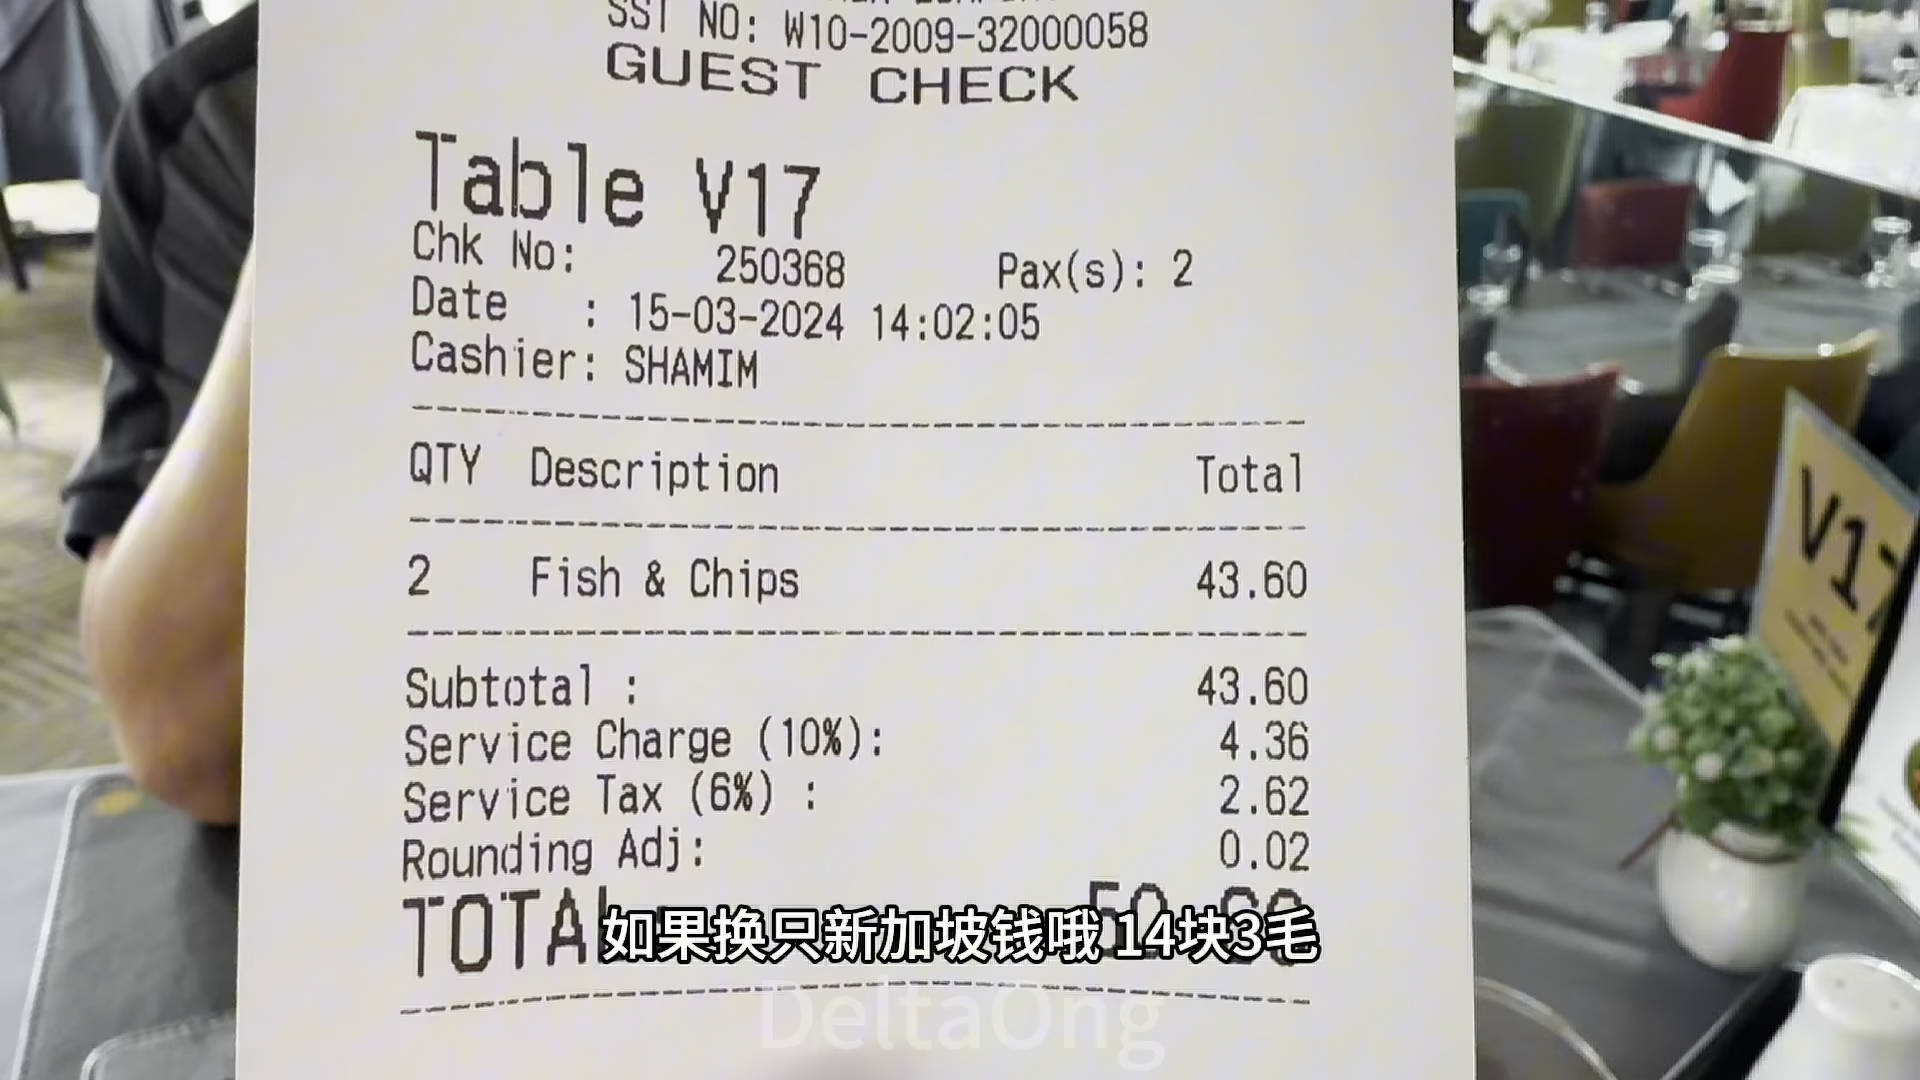 SST NO: W10-2009-32000058
GUEST CHECK
Table V17
Chk No: 250368 Pax(s): 2
Date : 15-03-2024 14:02:05
Cashier: SHAMIM
QTY Description Total
2 Fish & Chips 43.60
Subtotal : 43.60
Service Charge (10%): 4.36
Service Tax (6%) : 2.62
Rounding Adj: 0.02
TOTAL
如果换只新加坡钱哦 14块3毛
DeltaOng
V17